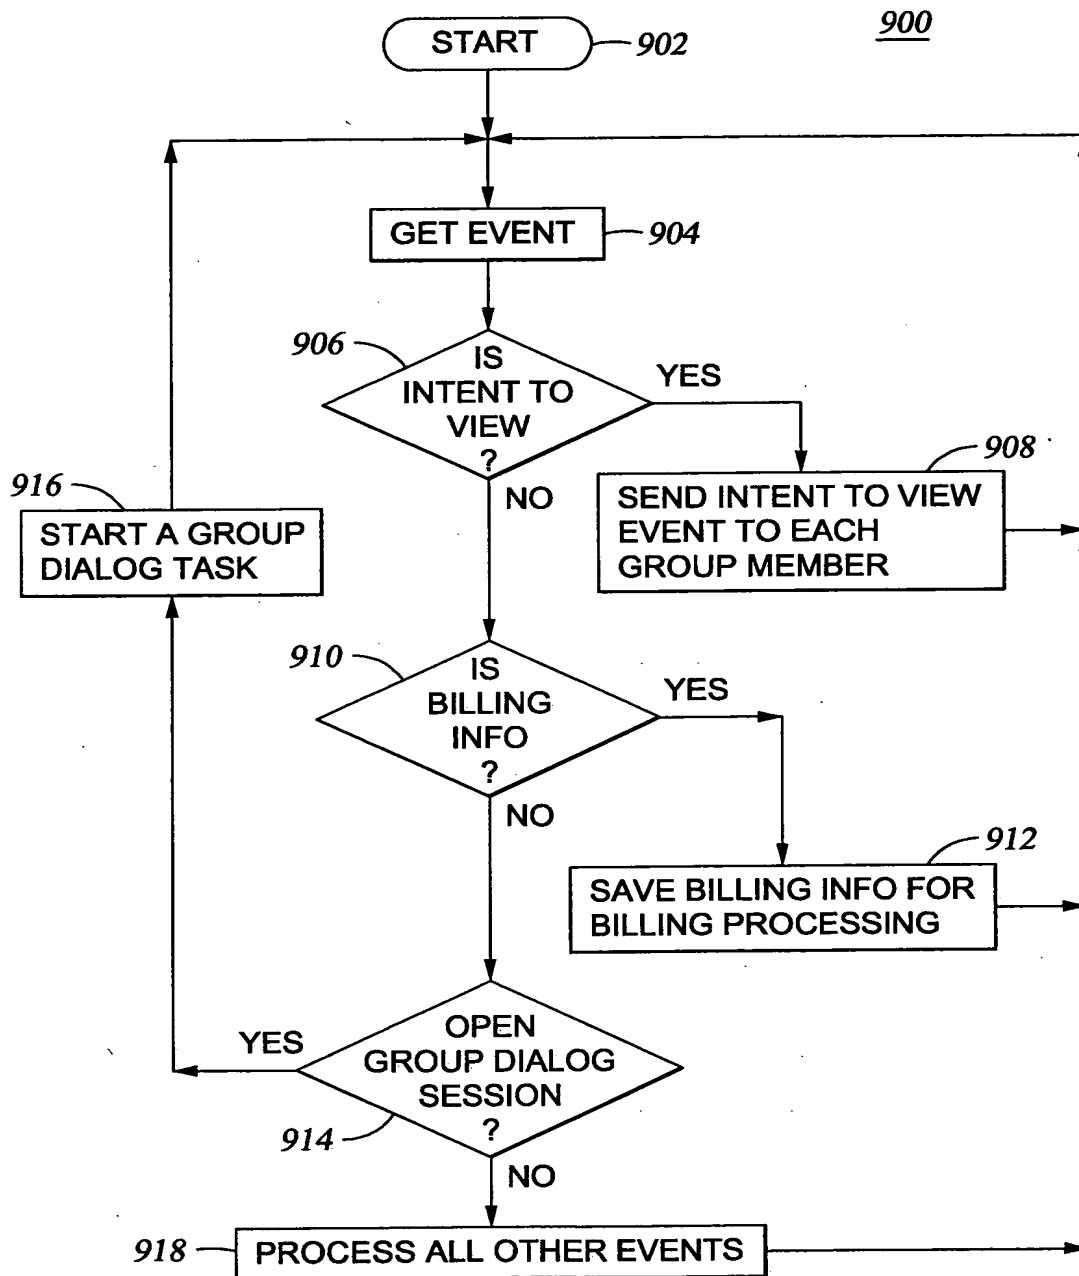 900
START
902
GET EVENT
904
906
IS
INTENT TO
VIEW
?
YES
NO
908
SEND INTENT TO VIEW
EVENT TO EACH
GROUP MEMBER
916
START A GROUP
DIALOG TASK
910
IS
BILLING
INFO
?
YES
NO
912
SAVE BILLING INFO FOR
BILLING PROCESSING
YES
OPEN
GROUP DIALOG
SESSION
?
914
NO
918
PROCESS ALL OTHER EVENTS